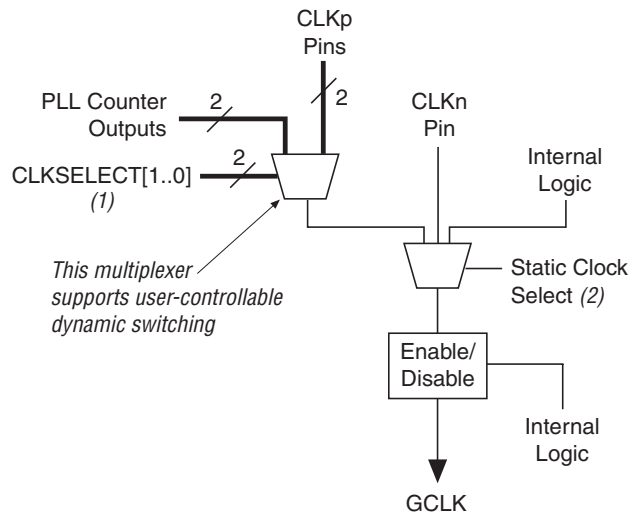 CLKp
Pins
PLL Counter
Outputs
2
2
CLKn
Pin
CLKSELECT[1..0]
(1)
2
Internal
Logic
This multiplexer
supports user-controllable
dynamic switching
Static Clock
Select (2)
Enable/
Disable
Internal
Logic
GCLK